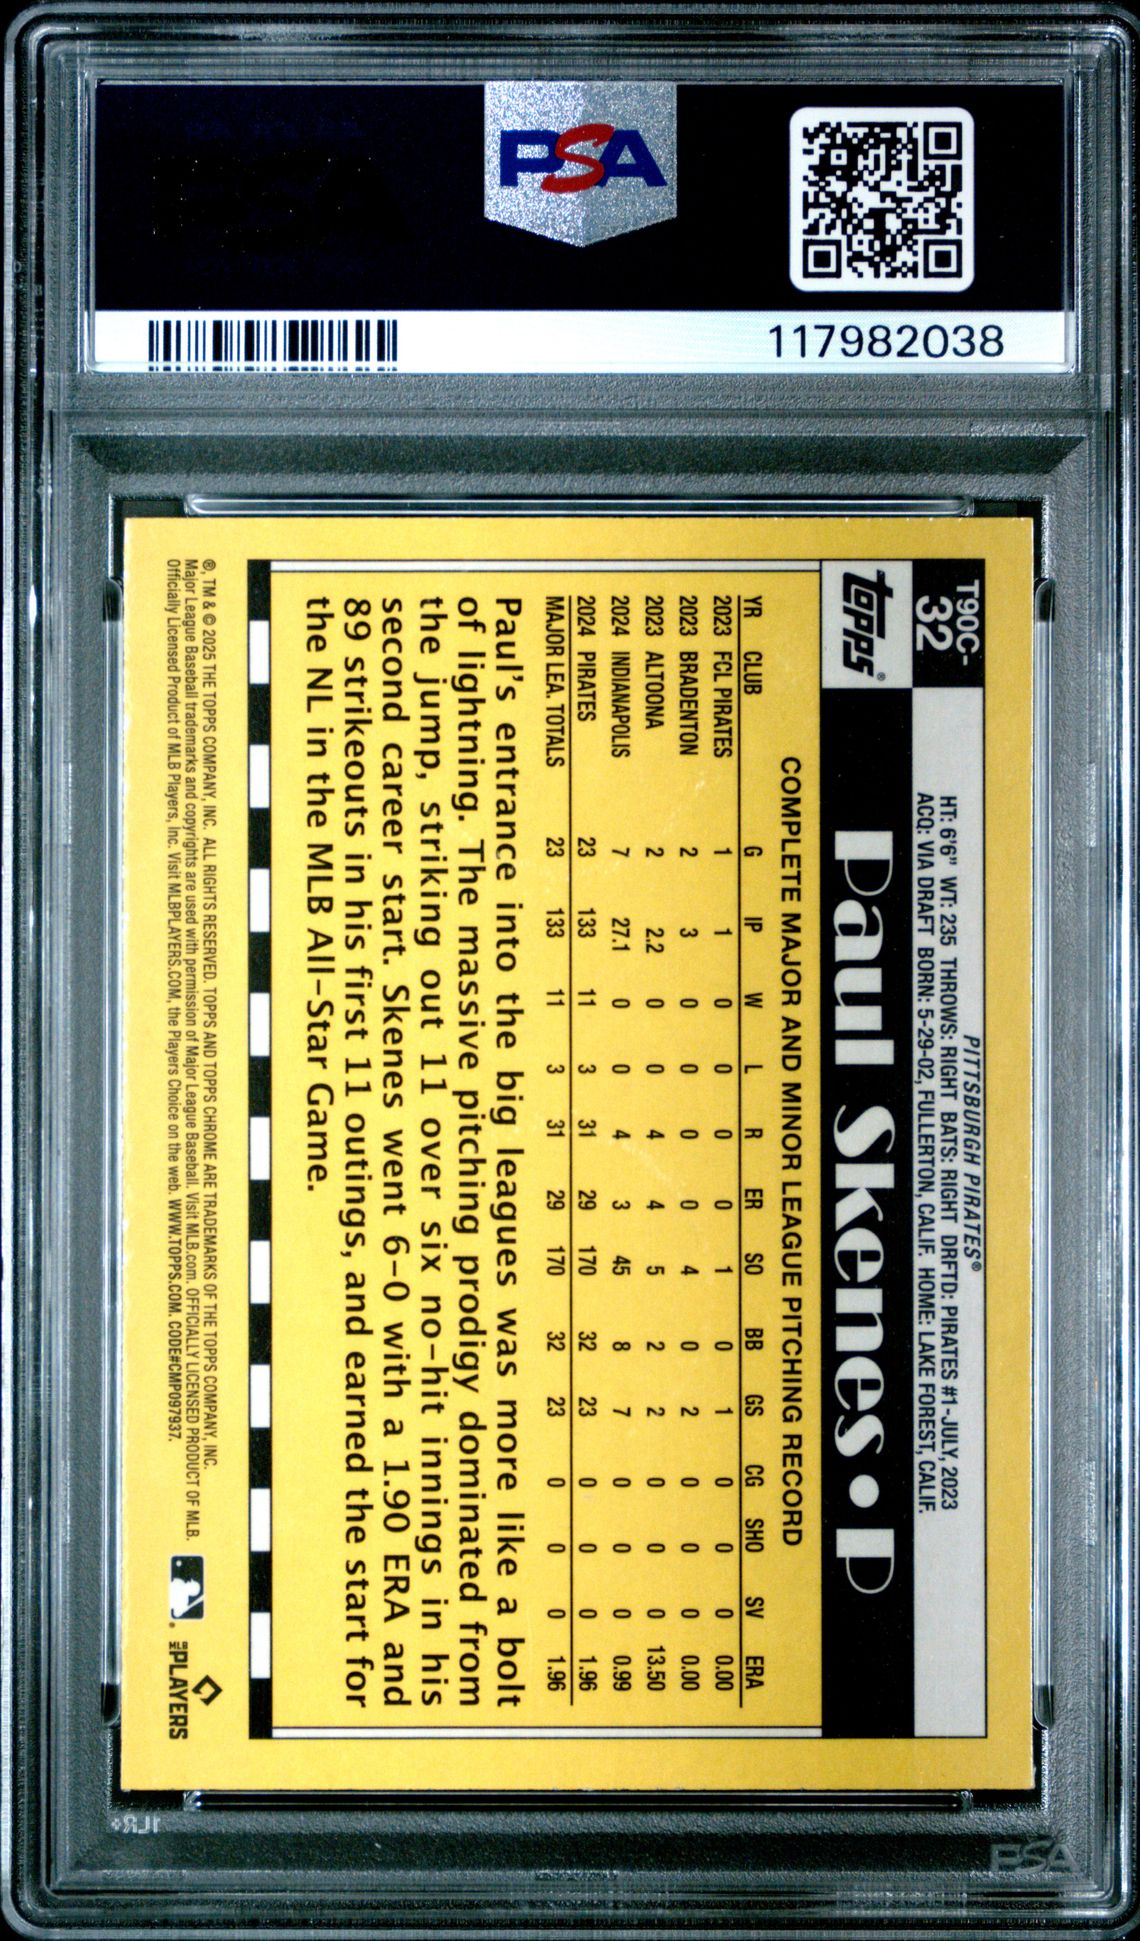 PSA
117982038
T90C-
32
topps®
PITTSBURGH PIRATES®
HT: 6'6" WT: 235 THROWS: RIGHT BATS: RIGHT DRFTD: PIRATES #1-JULY, 2023
ACQ: VIA DRAFT BORN: 5-29-02, FULLERTON, CALIF. HOME: LAKE FOREST, CALIF.
Paul Skenes • P
COMPLETE MAJOR AND MINOR LEAGUE PITCHING RECORD
YR CLUB G IP W L R ER SO BB GS CG SHO SV ERA
2023 FCL PIRATES 1 1 0 0 0 0 1 0 1 0 0 0 0.00
2023 BRADENTON 2 3 0 0 0 0 4 0 2 0 0 0 0.00
2023 ALTOONA 2 2.2 0 0 4 4 5 2 2 0 0 0 13.50
2024 INDIANAPOLIS 7 27.1 0 0 4 3 45 8 7 0 0 0 0.99
2024 PIRATES 23 133 11 3 31 29 170 32 23 0 0 0 1.96
MAJOR LEA. TOTALS 23 133 11 3 31 29 170 32 23 0 0 0 1.96
Paul's entrance into the big leagues was more like a bolt
of lightning. The massive pitching prodigy dominated from
the jump, striking out 11 over six no-hit innings in his
second career start. Skenes went 6-0 with a 1.90 ERA and
89 strikeouts in his first 11 outings, and earned the start for
the NL in the MLB All-Star Game.
®, TM & © 2025 THE TOPPS COMPANY, INC. ALL RIGHTS RESERVED. TOPPS AND TOPPS CHROME ARE TRADEMARKS OF THE TOPPS COMPANY, INC.
Major League Baseball trademarks and copyrights are used with permission of Major League Baseball. Visit MLB.com. OFFICIALLY LICENSED PRODUCT OF MLB.
Officially Licensed Product of MLB Players, Inc. Visit MLBPLAYERS.COM, the Players Choice on the web. WWW.TOPPS.COM. CODE#CMP097937.
MLB PLAYERS
1LR+
PSA